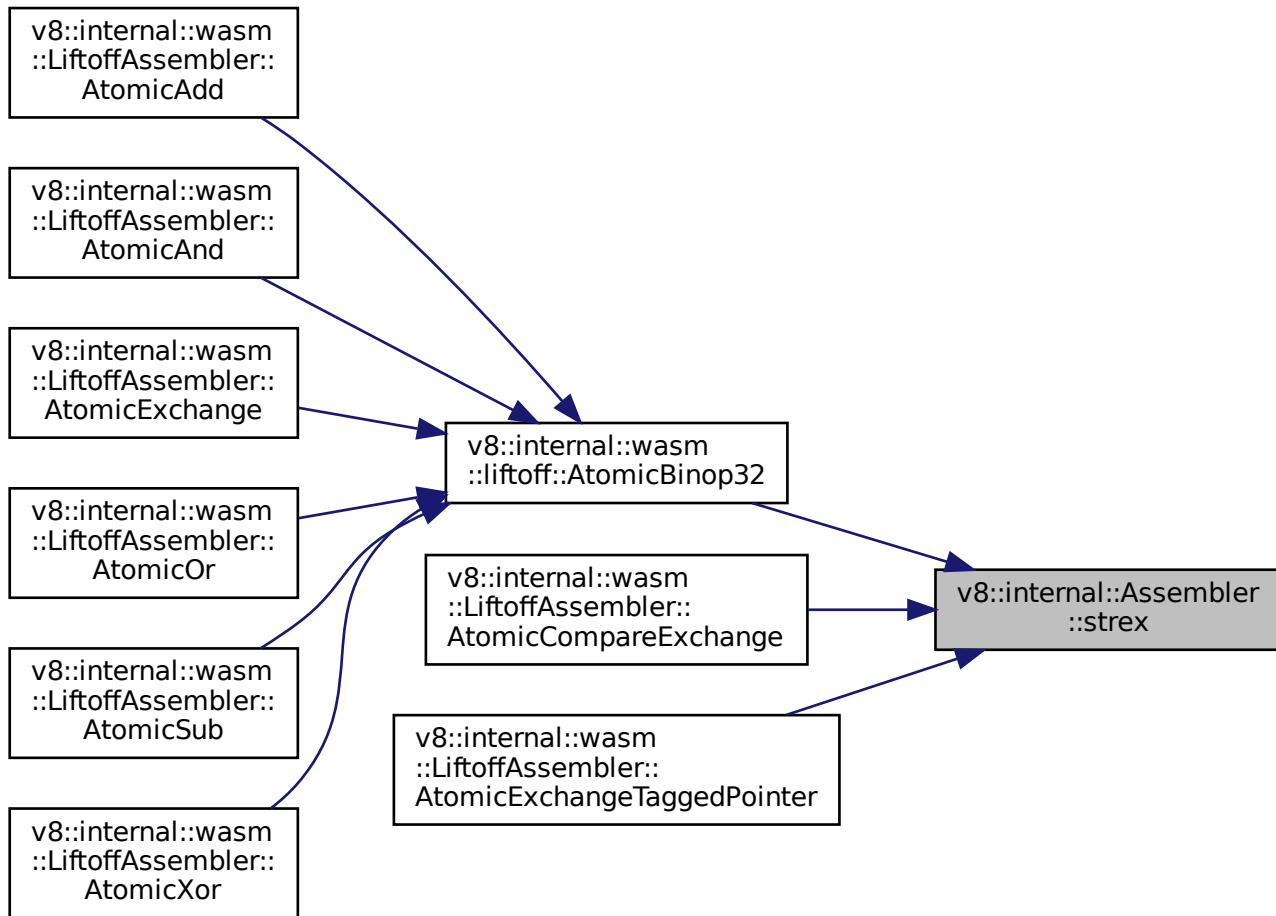 v8::internal::wasm
::LiftoffAssembler::
AtomicAdd
v8::internal::wasm
::LiftoffAssembler::
AtomicAnd
v8::internal::wasm
::LiftoffAssembler::
AtomicExchange
v8::internal::wasm
::LiftoffAssembler::
AtomicOr
v8::internal::wasm
::LiftoffAssembler::
AtomicSub
v8::internal::wasm
::LiftoffAssembler::
AtomicXor
v8::internal::wasm
::liftoff::AtomicBinop32
v8::internal::wasm
::LiftoffAssembler::
AtomicCompareExchange
v8::internal::wasm
::LiftoffAssembler::
AtomicExchangeTaggedPointer
v8::internal::Assembler
::strex